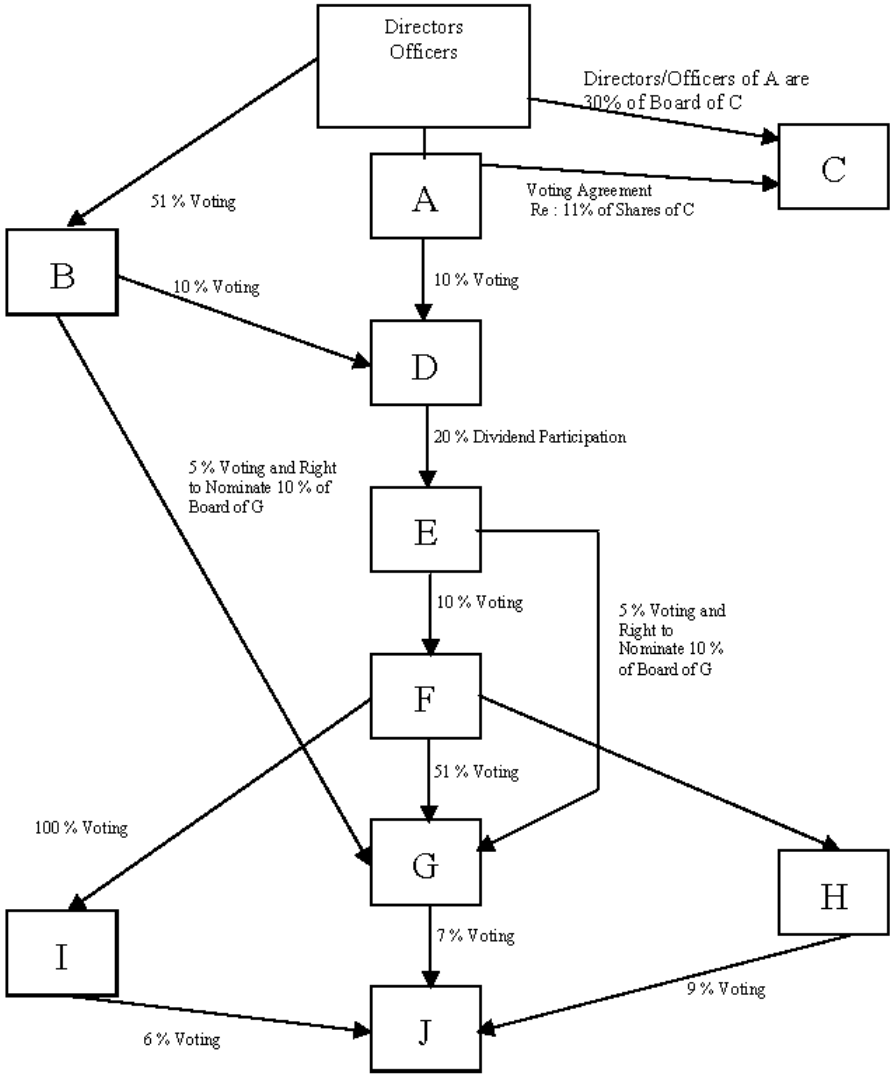 Directors
Officers
Directors/Officers of A are
30% of Board of C
C
A
Voting Agreement
Re : 11% of Shares of C
51 % Voting
B
10 % Voting
10 % Voting
D
20 % Dividend Participation
5 % Voting and Right
to Nominate 10 % of
Board of G
E
10 % Voting
5 % Voting and
Right to
Nominate 10 %
of Board of G
F
51 % Voting
100 % Voting
G
H
I
7 % Voting
9 % Voting
J
6 % Voting